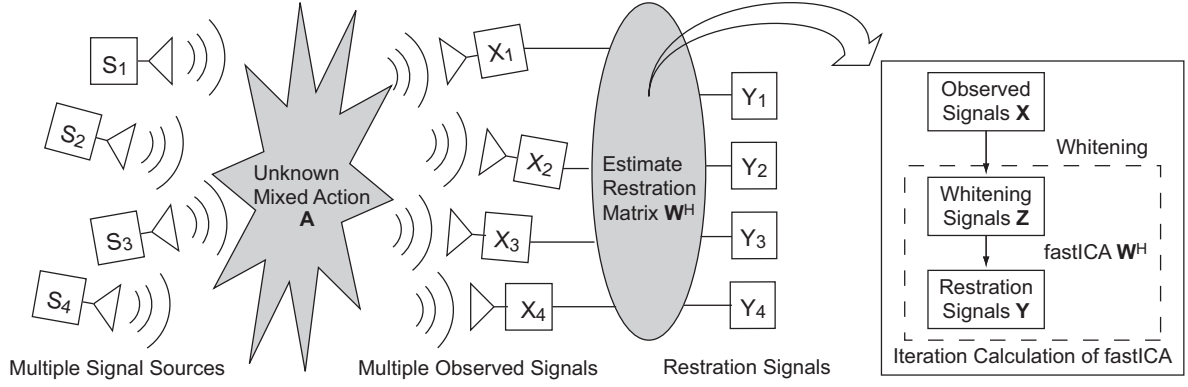 S1
S2
S3
S4
Multiple Signal Sources
Unknown
Mixed Action
A
X1
X2
X3
X4
Multiple Observed Signals
Estimate
Restration
Matrix WH
Y1
Y2
Y3
Y4
Restration Signals
Observed
Signals X
Whitening
Whitening
Signals Z
fastICA WH
Restration
Signals Y
Iteration Calculation of fastICA